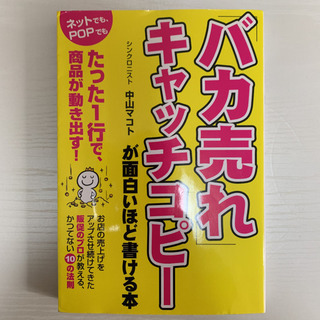 ネットでも、
POPでも
「バカ売れ」
キャッチコピー
が面白いほど書ける本
シンクロニスト 中山マコト
たった1行で、
商品が動き出す!
お店の売上げを
アップさせ続けてきた
販促のプロが教える、
かつてない10の法則